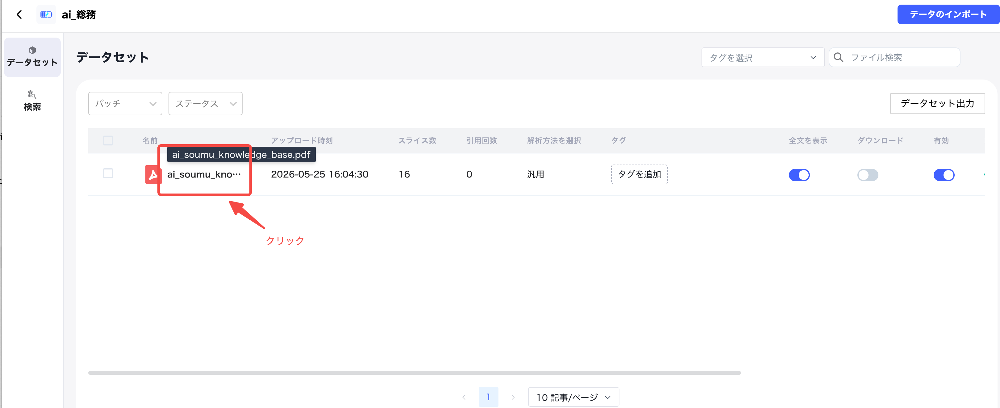 ai_総務
データのインポート
データセット
検索
データセット
タグを選択
ファイル検索
バッチ
ステータス
データセット出力
名前
アップロード時刻
スライス数
引用回数
解析方法を選択
タグ
全文を表示
ダウンロード
有効
ai_soumu_knowledge_base.pdf
ai_soumu_kno…
2026-05-25 16:04:30
16
0
汎用
タグを追加
クリック
1
10 記事/ページ